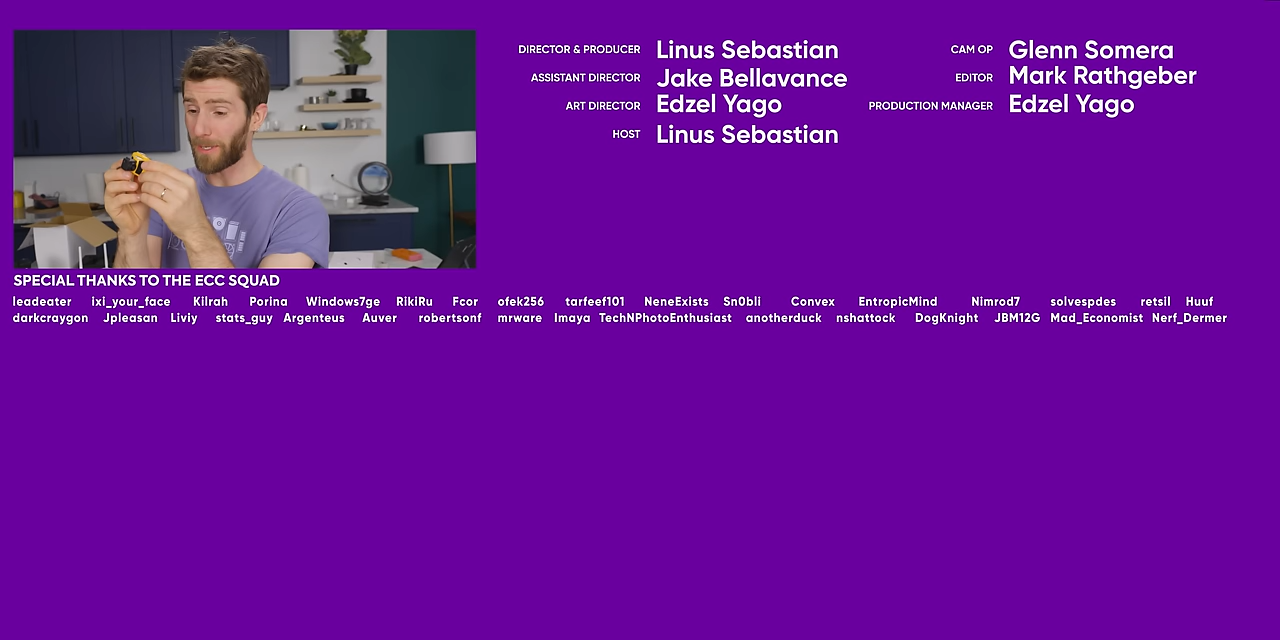 DIRECTOR & PRODUCER Linus Sebastian
ASSISTANT DIRECTOR Jake Bellavance
ART DIRECTOR Edzel Yago
HOST Linus Sebastian
CAM OP Glenn Somera
EDITOR Mark Rathgeber
PRODUCTION MANAGER Edzel Yago
SPECIAL THANKS TO THE ECC SQUAD
leadeater ixi_your_face Kilrah Porina Windows7ge RikiRu Fcor ofek256 tarfeef101 NeneExists Sn0bli Convex EntropicMind Nimrod7 solvespdes retsil Huuf
darkcraygon Jpleasan Liviy stats_guy Argenteus Auver robertsonf mrware Imaya TechNPhotoEnthusiast anotherduck nshattock DogKnight JBM12G Mad_Economist Nerf_Dermer